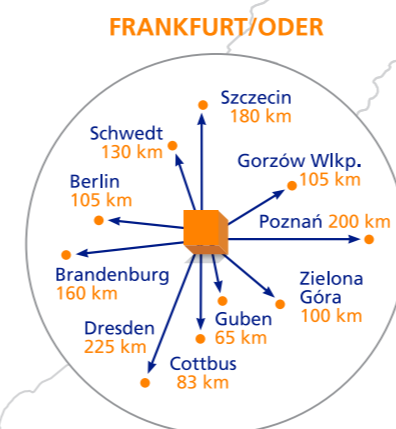 FRANKFURT/ODER
Szczecin
180 km
Schwedt
130 km
Gorzów Wlkp.
105 km
Berlin
105 km
Poznań 200 km
Brandenburg
160 km
Zielona
Góra
100 km
Guben
65 km
Dresden
225 km
Cottbus
83 km